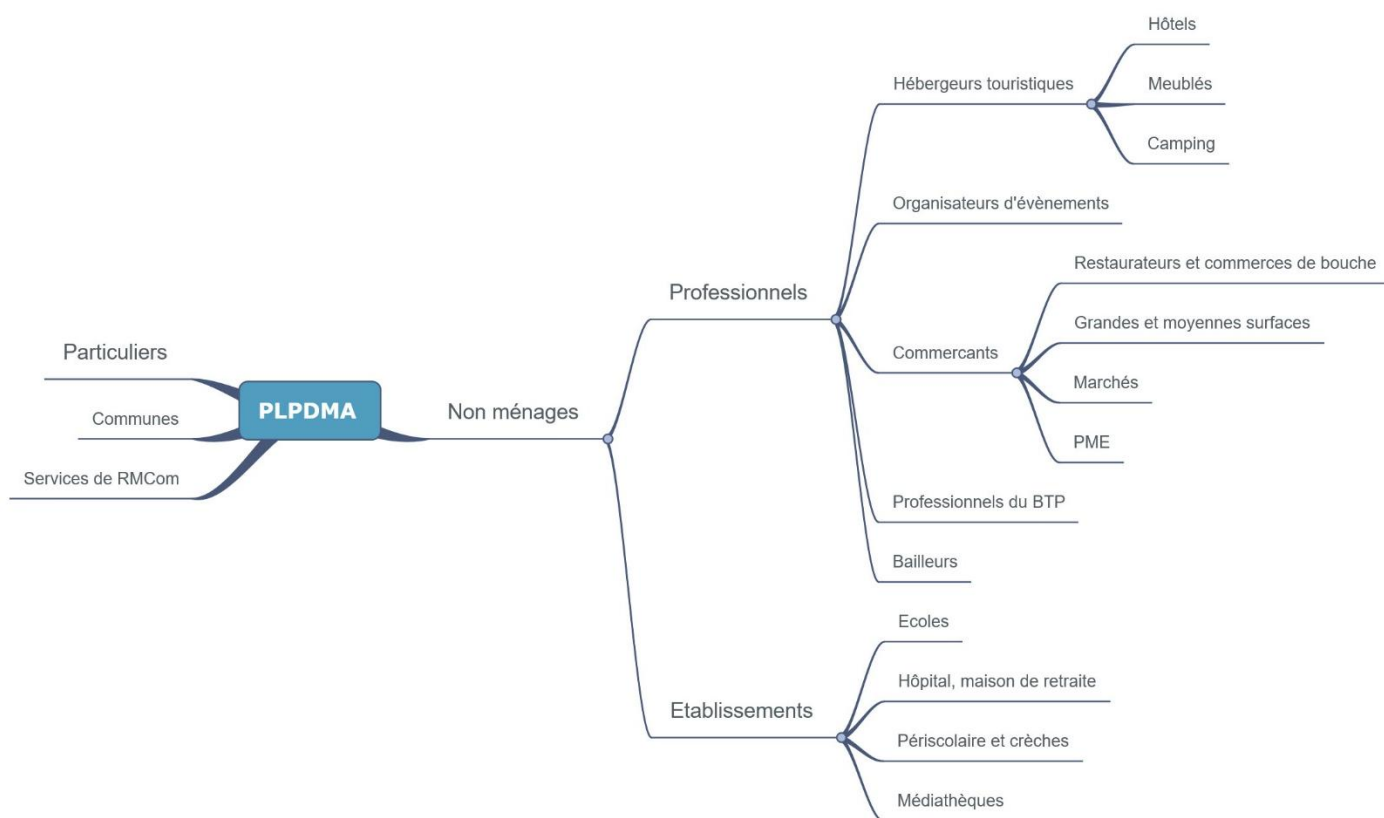 Hôtels
Hébergeurs touristiques
Meublés
Camping
Organisateurs d'évènements
Restaurateurs et commerces de bouche
Professionnels
Grandes et moyennes surfaces
Particuliers
Commercants
Marchés
PLPDMA
Communes
Non ménages
PME
Services de RMCom
Professionnels du BTP
Bailleurs
Ecoles
Hôpital, maison de retraite
Etablissements
Périscolaire et crèches
Médiathèques